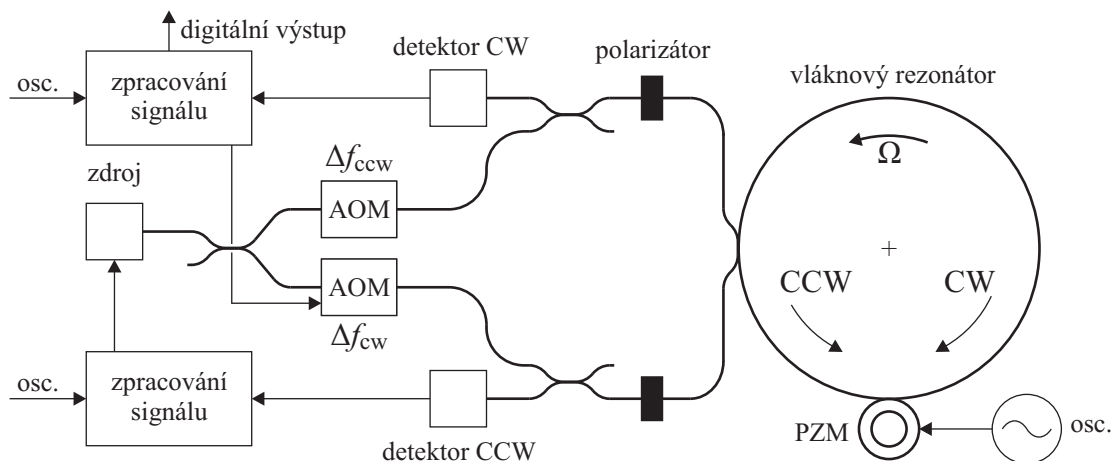 digitální výstup
detektor CW
polarizátor
vláknový rezonátor
osc.
zpracování
signálu
Ω
Δfccw
zdroj
AOM
AOM
Δfcw
CCW
CW
osc.
zpracování
signálu
detektor CCW
PZM
osc.